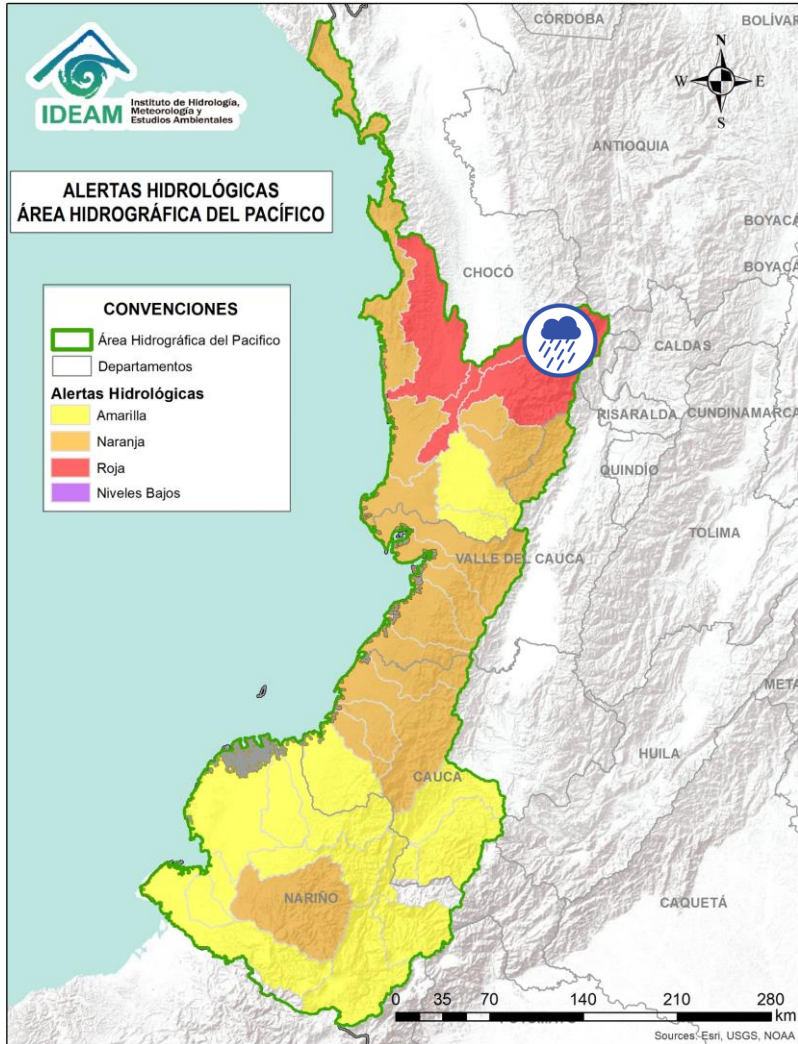 IDEAM
Instituto de Hidrología,
Meteorología y
Estudios Ambientales
CÓRDOBA
BOLÍVAR
N
W
E
S
ANTIOQUIA
ALERTAS HIDROLÓGICAS
ÁREA HIDROGRÁFICA DEL PACÍFICO
BOYACÁ
BOYACÁ
CHOCÓ
CONVENCIONES
Área Hidrográfica del Pacifico
Departamentos
Alertas Hidrológicas
Amarilla
Naranja
Roja
Niveles Bajos
CALDAS
RISARALDA
CUNDINAMARCA
QUINDÍO
TOLIMA
VALLE DEL CAUCA
META
HUILA
CAUCA
NARIÑO
CAQUETÁ
0 35 70 140 210 280
km
Sources: Esri, USGS, NOAA